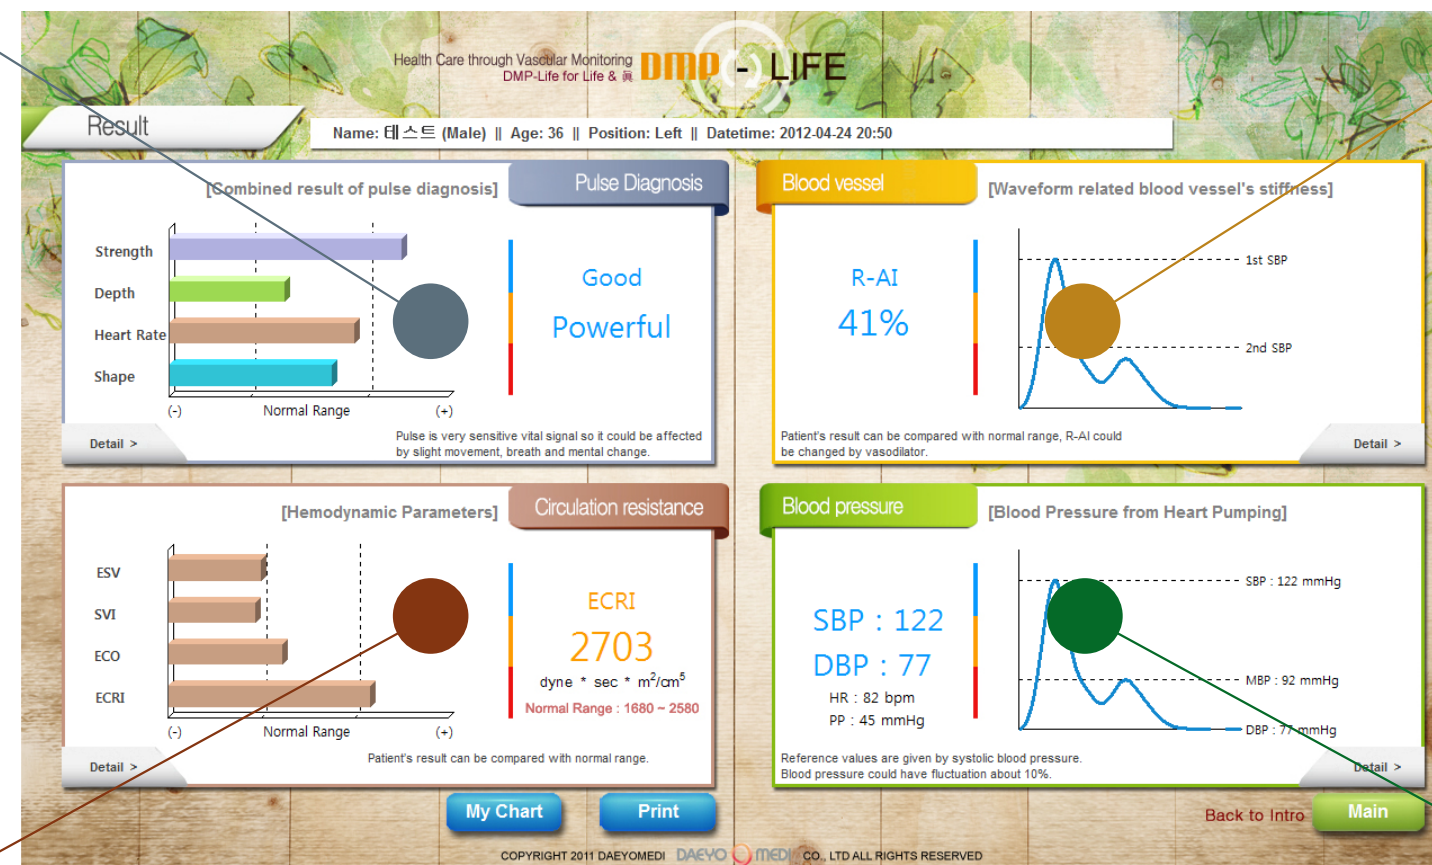 Health Care through Vascular Monitoring
DMP-Life for Life & 眞
DMP - LIFE
Result
Name: 테스트 (Male) || Age: 36 || Position: Left || Datetime: 2012-04-24 20:50
[Combined result of pulse diagnosis]
Pulse Diagnosis
Strength
Depth
Heart Rate
Shape
(-)
Normal Range
(+)
Good
Powerful
Detail >
Pulse is very sensitive vital signal so it could be affected
by slight movement, breath and mental change.
Blood vessel
[Waveform related blood vessel's stiffness]
R-AI
41%
1st SBP
2nd SBP
Patient's result can be compared with normal range, R-AI could
be changed by vasodilator.
Detail >
[Hemodynamic Parameters]
Circulation resistance
ESV
SVI
ECO
ECRI
(-)
Normal Range
(+)
ECRI
2703
dyne * sec * m²/cm⁵
Normal Range : 1680 ~ 2580
Detail >
Patient's result can be compared with normal range.
Blood pressure
[Blood Pressure from Heart Pumping]
SBP : 122
DBP : 77
HR : 82 bpm
PP : 45 mmHg
SBP : 122 mmHg
MBP : 92 mmHg
DBP : 77 mmHg
Reference values are given by systolic blood pressure.
Blood pressure could have fluctuation about 10%.
Detail >
My Chart
Print
Back to Intro
Main
COPYRIGHT 2011 DAEYOMEDI DAEYO MEDI CO., LTD ALL RIGHTS RESERVED